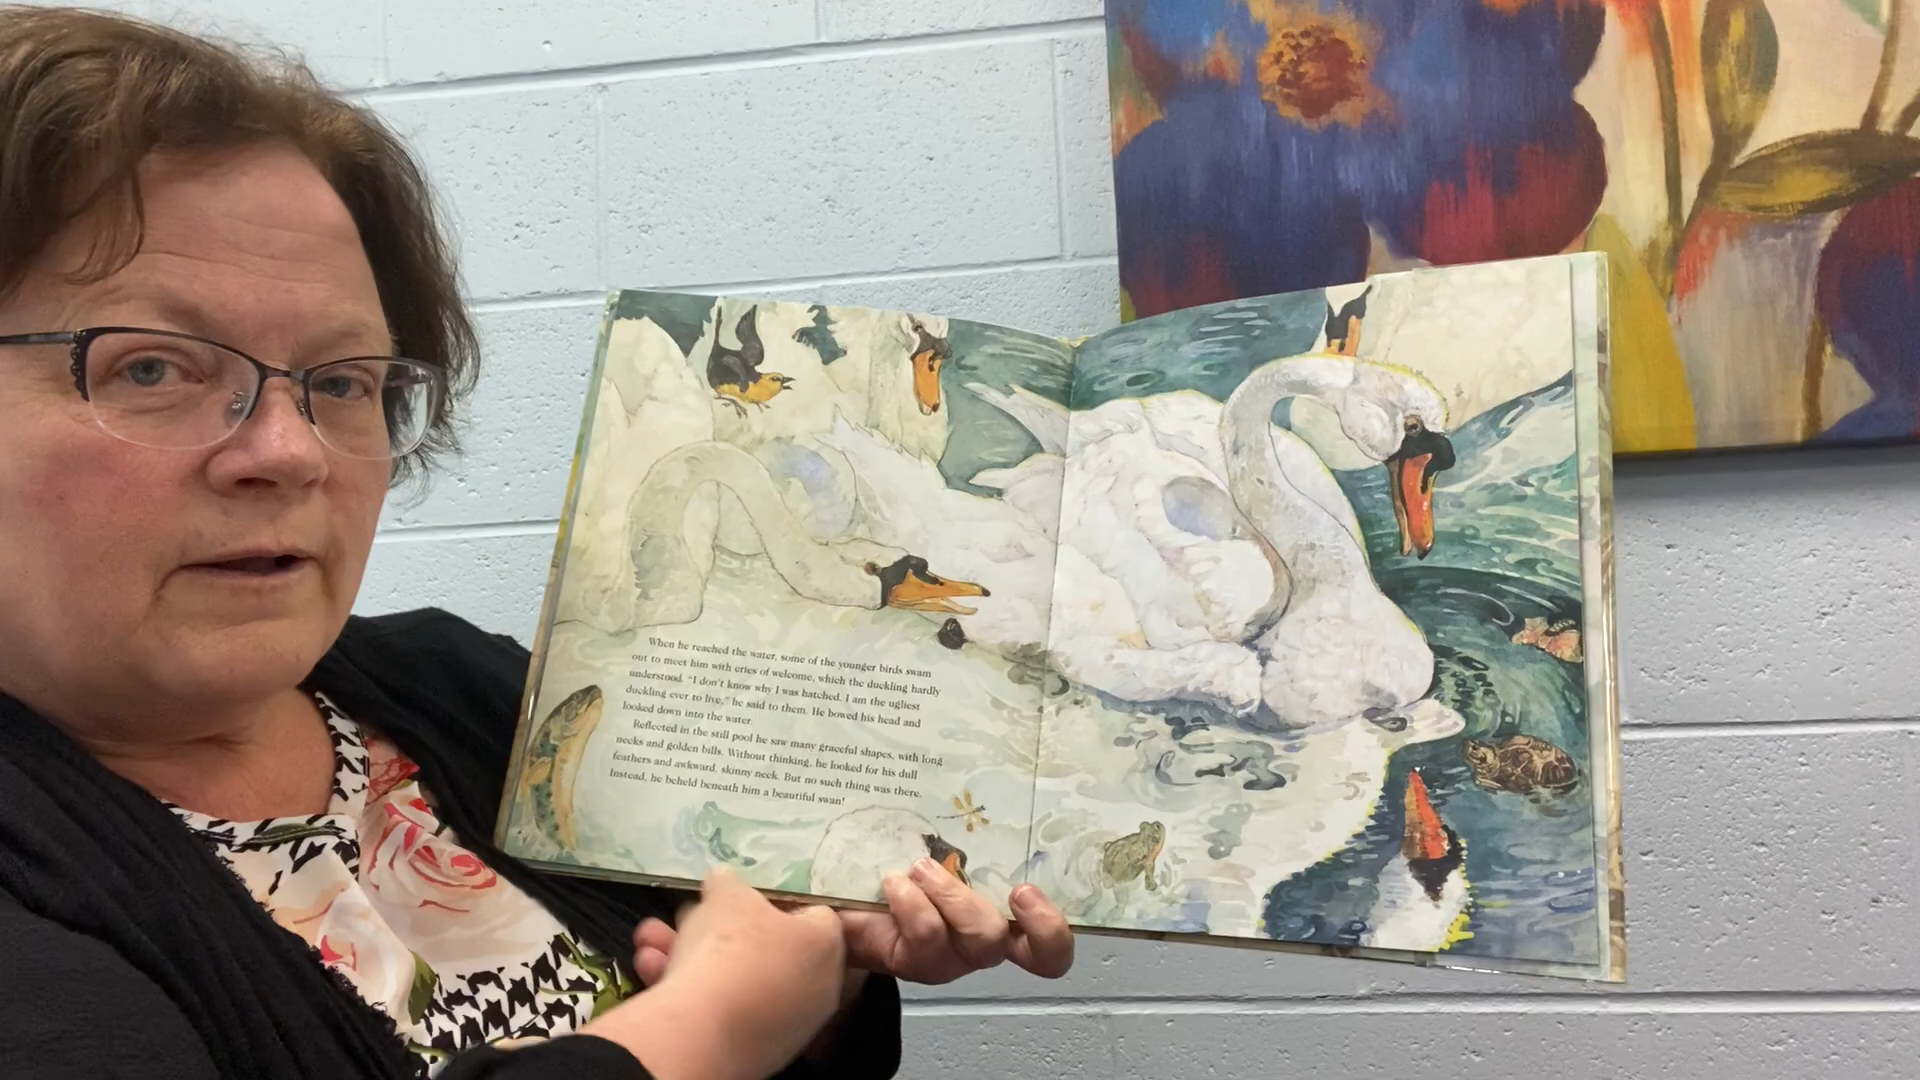 When he reached the water, some of the younger birds swam
out to meet him with cries of welcome, which the duckling hardly
understood. "I don't know why I was hatched. I am the ugliest
duckling ever to live," he said to them. He bowed his head and
looked down into the water.
Reflected in the still pool he saw many graceful shapes, with long
necks and golden bills. Without thinking, he looked for his dull
feathers and awkward, skinny neck. But no such thing was there.
Instead, he beheld beneath him a beautiful swan!